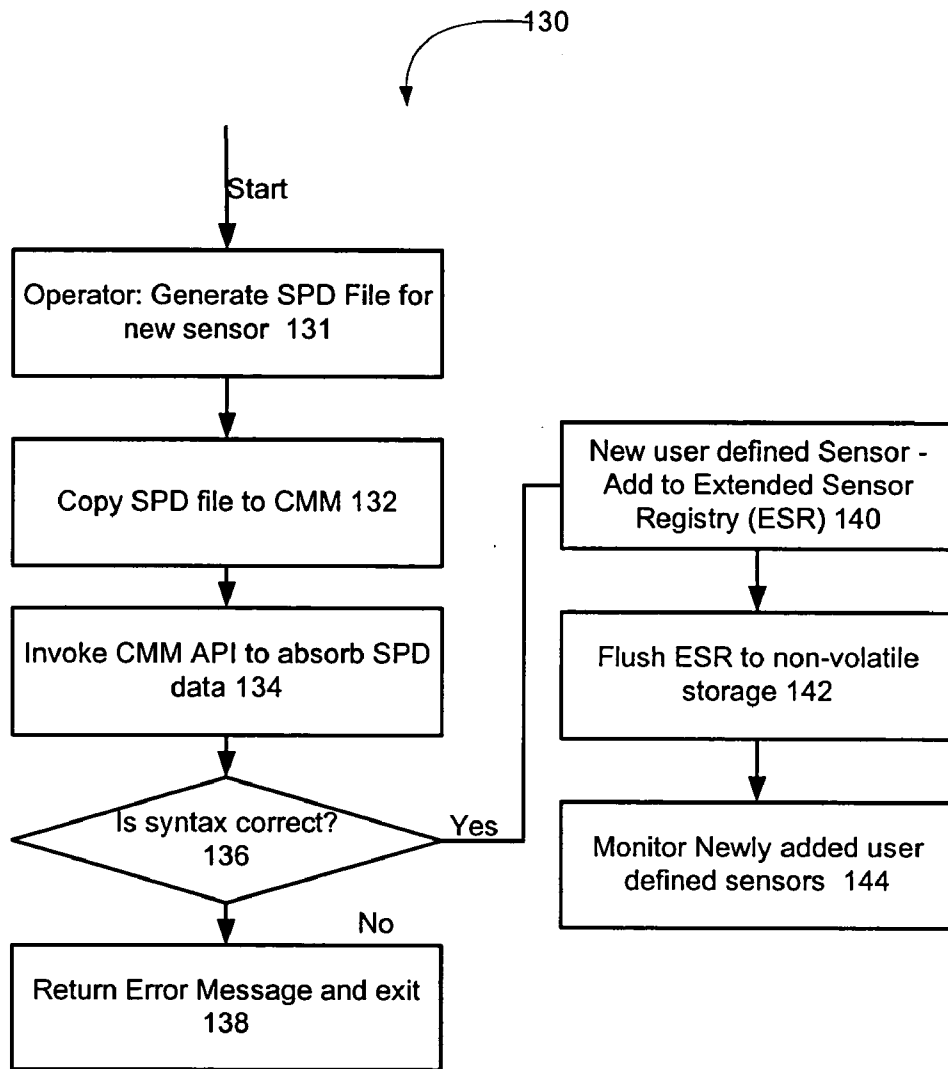 130
Start
Operator: Generate SPD File for
new sensor 131
Copy SPD file to CMM 132
Invoke CMM API to absorb SPD
data 134
Is syntax correct?
136
Yes
No
Return Error Message and exit
138
New user defined Sensor -
Add to Extended Sensor
Registry (ESR) 140
Flush ESR to non-volatile
storage 142
Monitor Newly added user
defined sensors 144